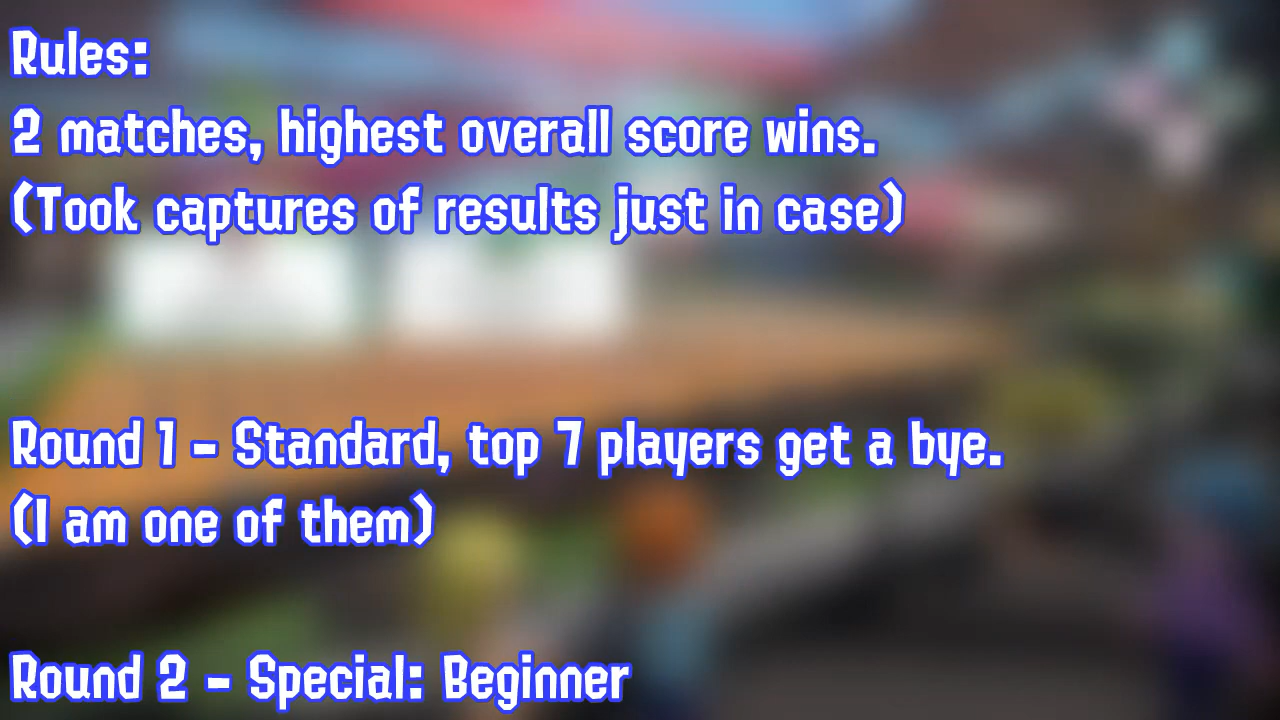 Rules:
2 matches, highest overall score wins.
(Took captures of results just in case)
Round 1 - Standard, top 7 players get a bye.
(I am one of them)
Round 2 - Special: Beginner